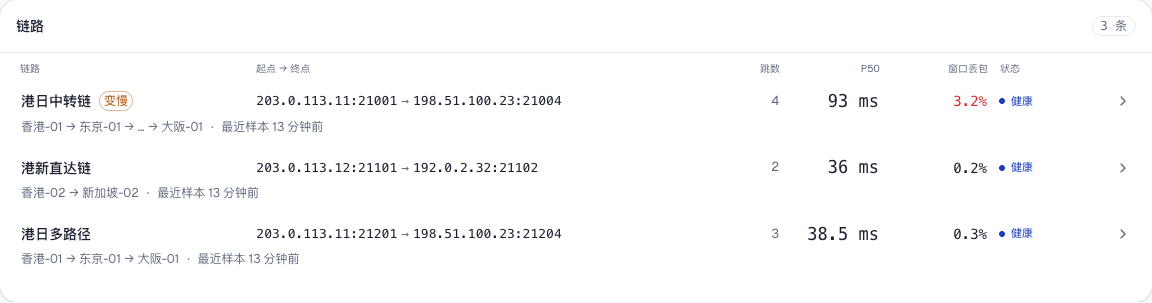 链路 3 条
链路 起点 → 终点 跳数 P50 窗口丢包 状态
港日中转链 变慢 203.0.113.11:21001 → 198.51.100.23:21004 4 93 ms 3.2% 健康
香港-01 → 东京-01 → … → 大阪-01 · 最近样本 13 分钟前
港新直达链 203.0.113.12:21101 → 192.0.2.32:21102 2 36 ms 0.2% 健康
香港-02 → 新加坡-02 · 最近样本 13 分钟前
港日多路径 203.0.113.11:21201 → 198.51.100.23:21204 3 38.5 ms 0.3% 健康
香港-01 → 东京-01 → 大阪-01 · 最近样本 13 分钟前